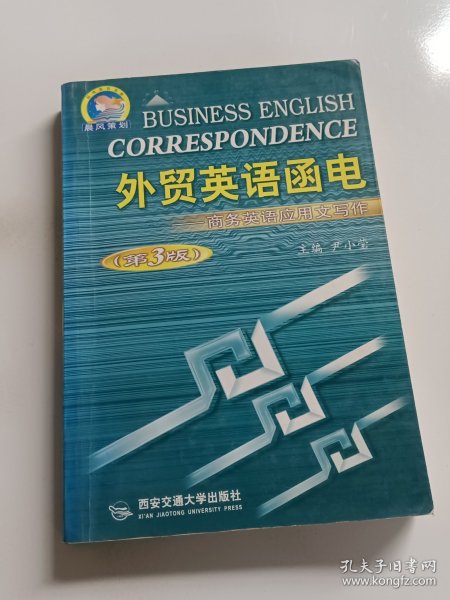 晨风策划
BUSINESS ENGLISH
CORRESPONDENCE
外贸英语函电
商务英语应用文写作
主编 尹小莹
(第3版)
西安交通大学出版社
XI'AN JIAOTONG UNIVERSITY PRESS
孔夫子旧书网
www.kongfz.com